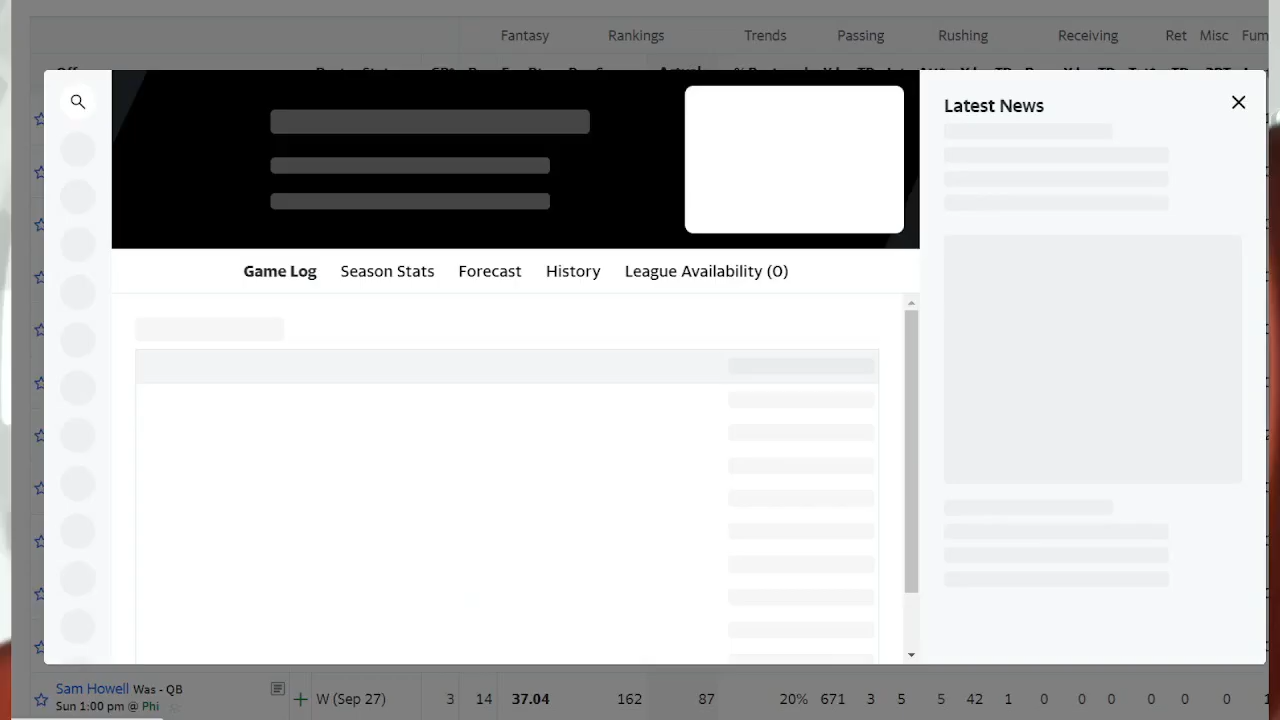 Fantasy Rankings Trends Passing Rushing Receiving Ret Misc Fum
Latest News
Game Log Season Stats Forecast History League Availability (0)
Sam Howell Was - QB
Sun 1:00 pm @ Phi
W (Sep 27) 3 14 37.04 162 87 20% 671 3 5 5 42 1 0 0 0 0 0 0